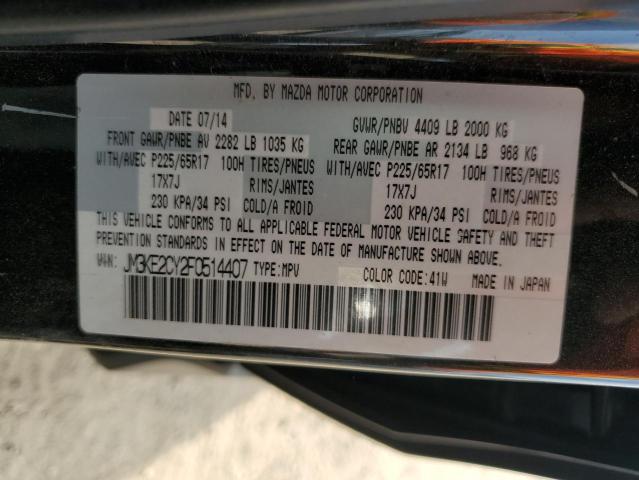 MFD. BY MAZDA MOTOR CORPORATION
DATE 07/14 GVWR/PNBV 4409 LB 2000 KG
FRONT GAWR/PNBE AV 2282 LB 1035 KG REAR GAWR/PNBE AR 2134 LB 968 KG
WITH/AVEC P225/65R17 100H TIRES/PNEUS WITH/AVEC P225/65R17 100H TIRES/PNEUS
17X7J RIMS/JANTES 17X7J RIMS/JANTES
230 KPA/34 PSI COLD/A FROID 230 KPA/34 PSI COLD/A FROID
THIS VEHICLE CONFORMS TO ALL APPLICABLE FEDERAL MOTOR VEHICLE SAFETY AND THEFT
PREVENTION STANDARDS IN EFFECT ON THE DATE OF MANUFACTURE SHOWN ABOVE.
VIN: JM3KE2CY2F0514407 TYPE:MPV COLOR CODE:41W MADE IN JAPAN